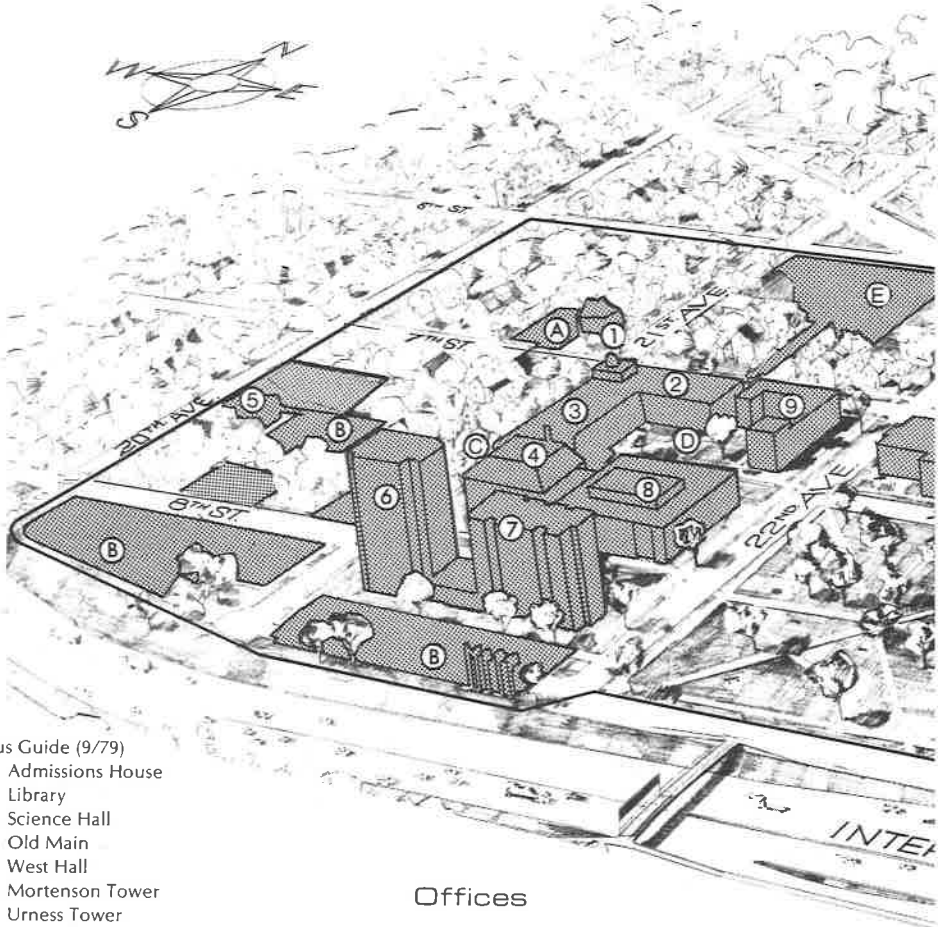 N
W
E
S
6TH ST.
E
A
1
21ST AVE.
7TH ST.
2
9
3
5
20TH AVE
B
C
4
D
6
8
22ND AVE
8TH ST.
7
B
B
us Guide (9/79)
Admissions House
Library
Science Hall
Old Main
West Hall
Mortenson Tower
Urness Tower
INTER
Offices